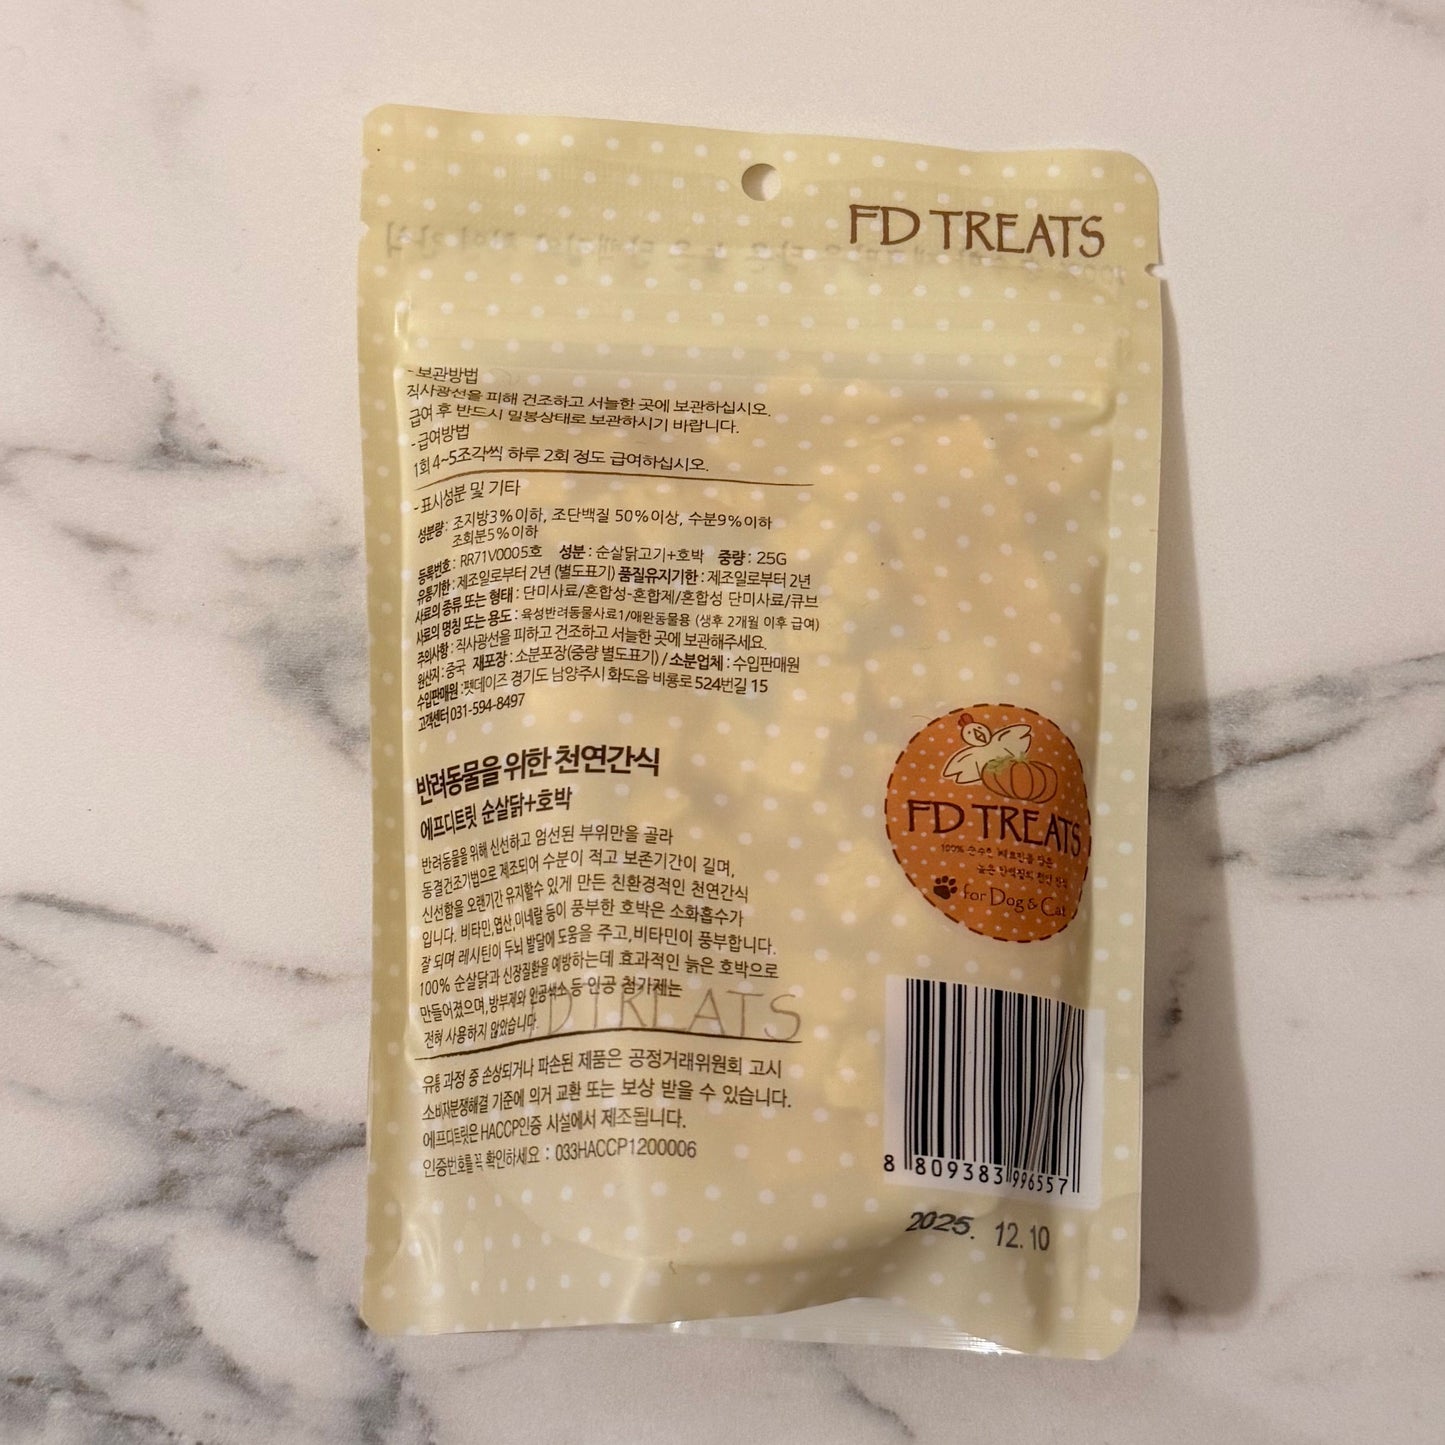 FD TREATS
- 보관방법
직사광선을 피해 건조하고 서늘한 곳에 보관하십시오.
급여 후 반드시 밀봉상태로 보관하시기 바랍니다.
- 급여방법
1회 4~5조각씩 하루 2회 정도 급여하십시오.
- 표시성분 및 기타
성분량 : 조지방3%이하, 조단백질 50%이상, 수분9%이하
조회분5%이하
등록번호 : RR71V0005호 성분 : 순살닭고기+호박 중량 : 25G
유통기한 : 제조일로부터 2년 (별도표기) 품질유지기한 : 제조일로부터 2년
사료의 종류 또는 형태 : 단미사료/혼합성-혼합제/혼합성 단미사료/큐브
사료의 명칭 또는 용도 : 육성반려동물사료1/애완동물용 (생후 2개월 이후 급여)
주의사항 : 직사광선을 피하고 건조하고 서늘한 곳에 보관해주세요.
원산지 : 중국 재포장 : 소분포장(중량 별도표기) / 소분업체 : 수입판매원
수입판매원 : 펫데이즈 경기도 남양주시 화도읍 비룡로524번길 15
고객센터 031-594-8497
반려동물을 위한 천연간식
에프디트릿 순살닭+호박
반려동물을 위해 신선하고 엄선된 부위만을 골라
동결건조기법으로 제조되어 수분이 적고 보존기간이 길며,
신선함을 오랜기간 유지할수 있게 만든 친환경적인 천연간식
입니다. 비타민,엽산,미네랄 등이 풍부한 호박은 소화흡수가
잘 되며 레시틴이 두뇌 발달에 도움을 주고,비타민이 풍부합니다.
100% 순살닭과 신장질환을 예방하는데 효과적인 늙은 호박으로
만들어졌으며,방부제와 인공색소 등 인공 첨가제는
전혀 사용하지 않았습니다.
유통 과정 중 손상되거나 파손된 제품은 공정거래위원회 고시
소비자분쟁해결 기준에 의거 교환 또는 보상 받을 수 있습니다.
에프디트릿은 HACCP인증 시설에서 제조됩니다.
인증번호를 꼭 확인하세요 : 033HACCP1200006
FD TREATS
100% 순수한
높은 단백질의 천연 간식
for Dog & Cat
8 809383 996557
2025. 12. 10